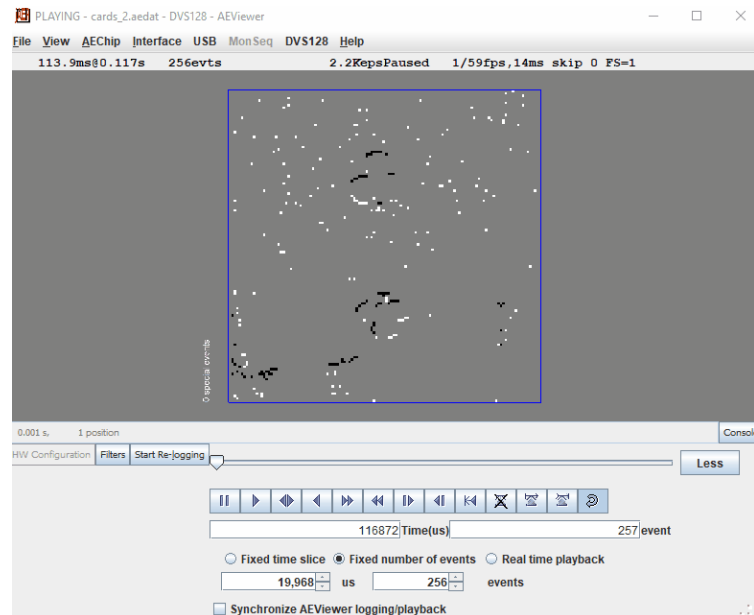 PLAYING - cards_2.aedat - DVS128 - AEViewer
File View AEChip Interface USB MonSeq DVS128 Help
113.9ms@0.117s 256evts 2.2KepsPaused 1/59fps,14ms skip 0 FS=1
0 special events
0.001 s, 1 position
Consol
HW Configuration Filters Start Re-logging
Less
116872 Time(us) 257 event
Fixed time slice Fixed number of events Real time playback
19,968 us 256 events
Synchronize AEViewer logging/playback